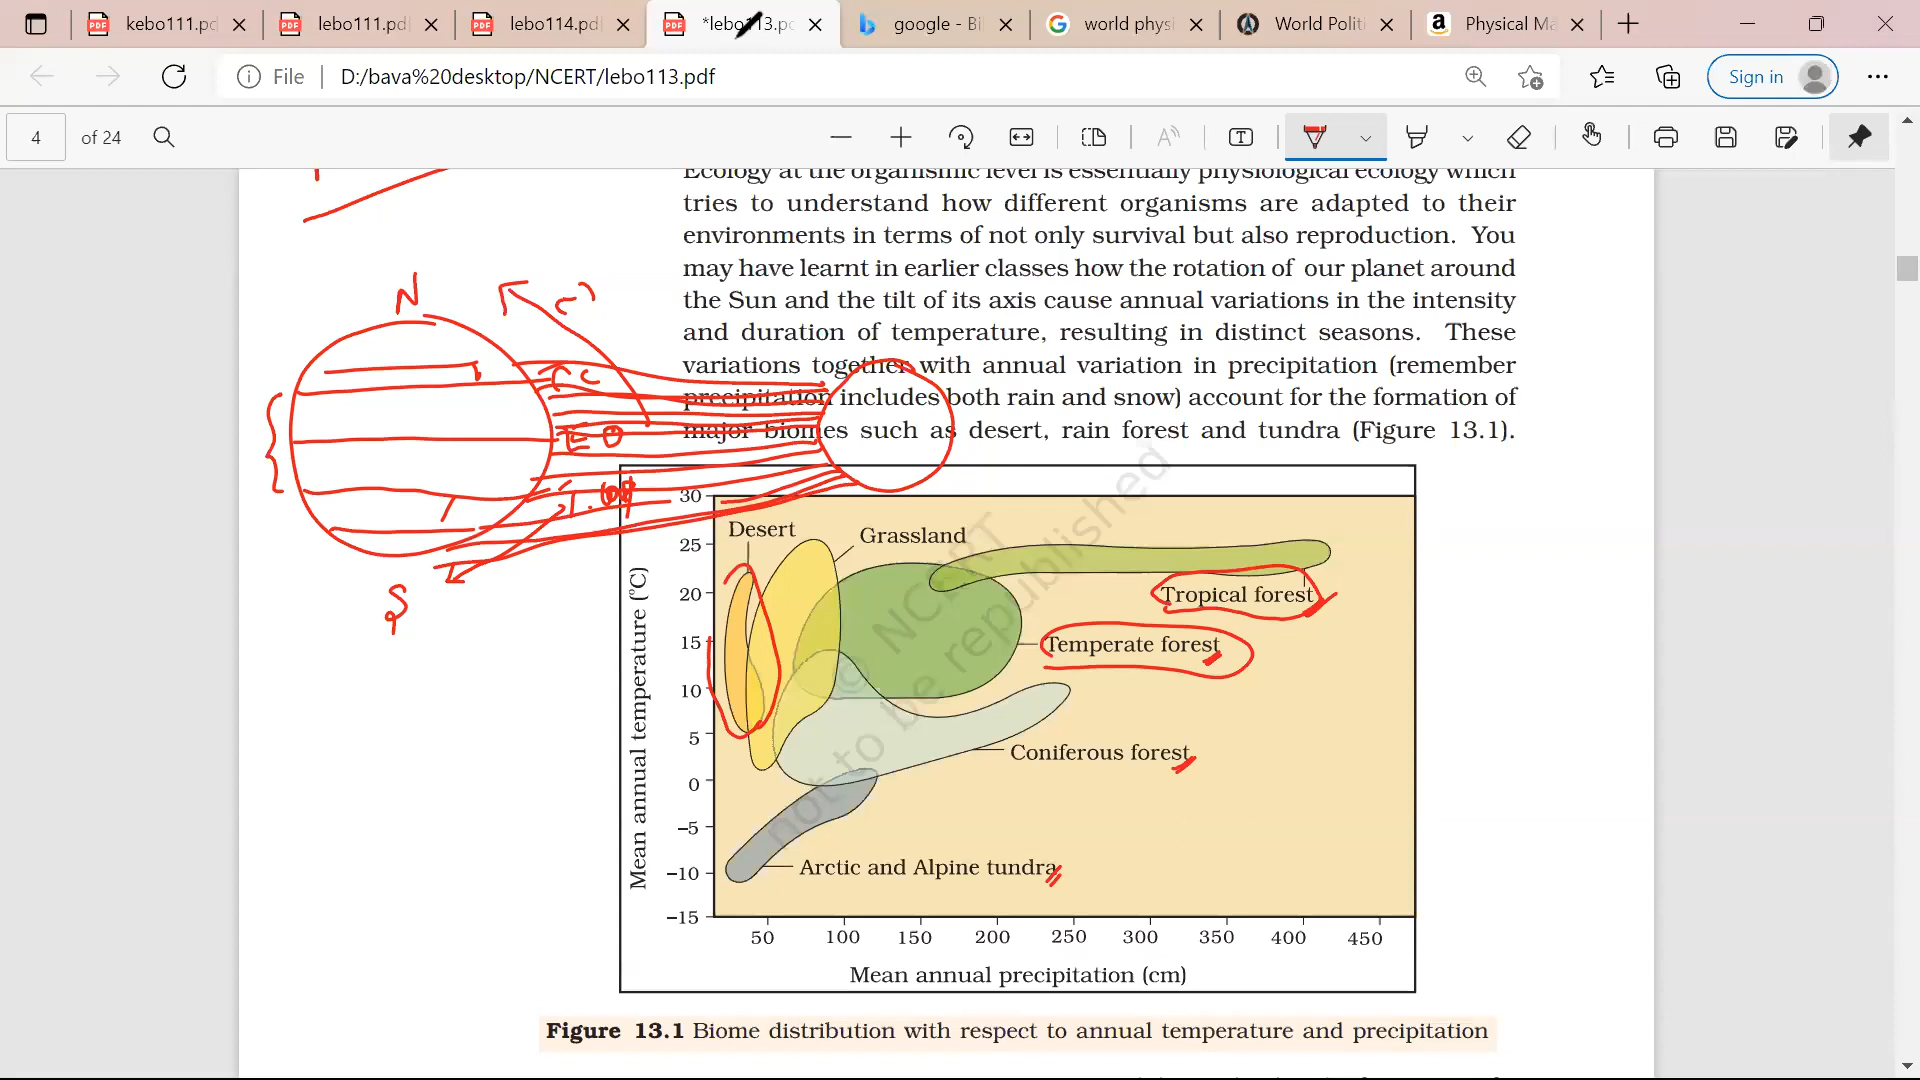 kebo111.pd
lebo111.pd
lebo114.pd
*lebo113.pd
google - Bi
world physi
World Polit
Physical Ma
File
D:/bava%20desktop/NCERT/lebo113.pdf
Sign in
4
of 24
Ecology at the organismic level is essentially physiological ecology which
tries to understand how different organisms are adapted to their
environments in terms of not only survival but also reproduction. You
may have learnt in earlier classes how the rotation of our planet around
the Sun and the tilt of its axis cause annual variations in the intensity
and duration of temperature, resulting in distinct seasons. These
variations together with annual variation in precipitation (remember
precipitation includes both rain and snow) account for the formation of
major biomes such as desert, rain forest and tundra (Figure 13.1).
N
S
Mean annual temperature (°C)
30
25
20
15
10
5
0
–5
–10
–15
Desert
Grassland
Tropical forest
Temperate forest
Coniferous forest
Arctic and Alpine tundra
© NCERT
not to be republished
50 100 150 200 250 300 350 400 450
Mean annual precipitation (cm)
Figure 13.1 Biome distribution with respect to annual temperature and precipitation